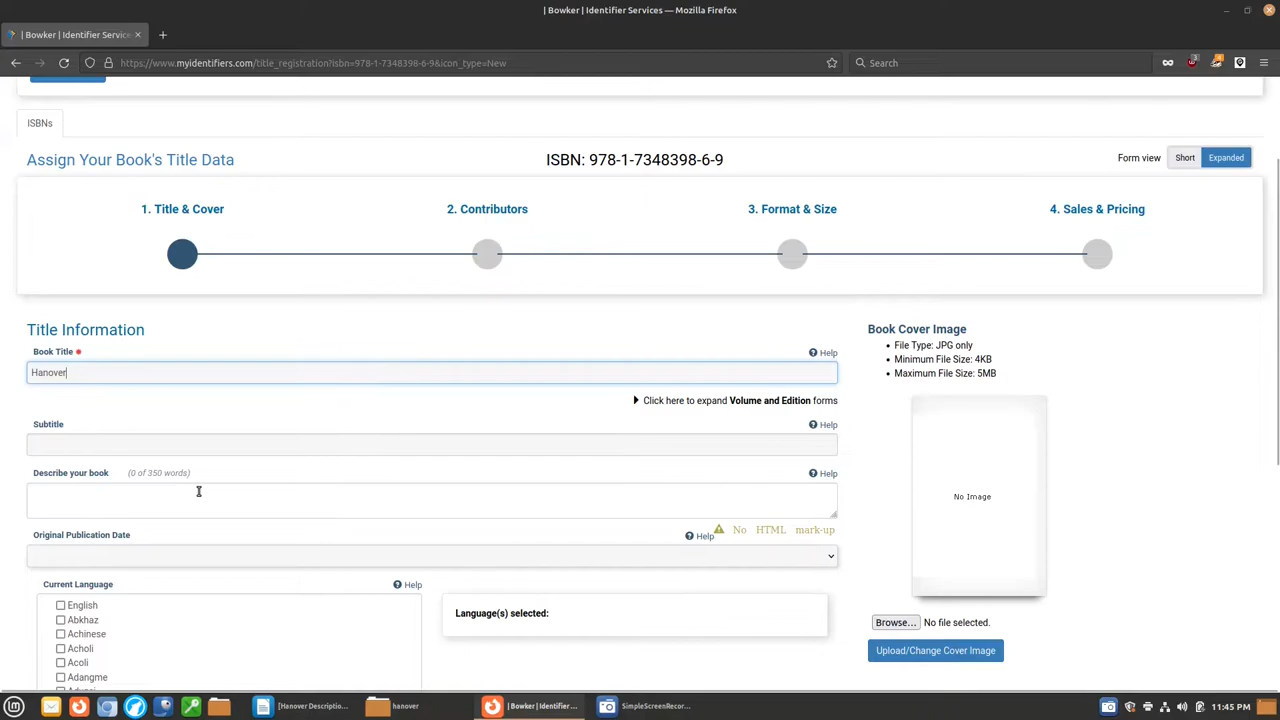 | Bowker | Identifier Services — Mozilla Firefox
| Bowker | Identifier Service
https://www.myidentifiers.com/title_registration?isbn=978-1-7348398-6-9&icon_type=New
Search
ISBNs
Assign Your Book's Title Data
ISBN: 978-1-7348398-6-9
Form view
Short
Expanded
1. Title & Cover
2. Contributors
3. Format & Size
4. Sales & Pricing
Title Information
Book Title *
Help
Hanover
Click here to expand Volume and Edition forms
Subtitle
Help
Describe your book (0 of 350 words)
Help
No HTML mark-up
Original Publication Date
Help
Current Language
Help
English
Abkhaz
Achinese
Acholi
Acoli
Adangme
Language(s) selected:
Book Cover Image
File Type: JPG only
Minimum File Size: 4KB
Maximum File Size: 5MB
No Image
Browse... No file selected.
Upload/Change Cover Image
[Hanover Descriptio...
hanover
| Bowker | Identifier ...
SimpleScreenRecor...
11:45 PM